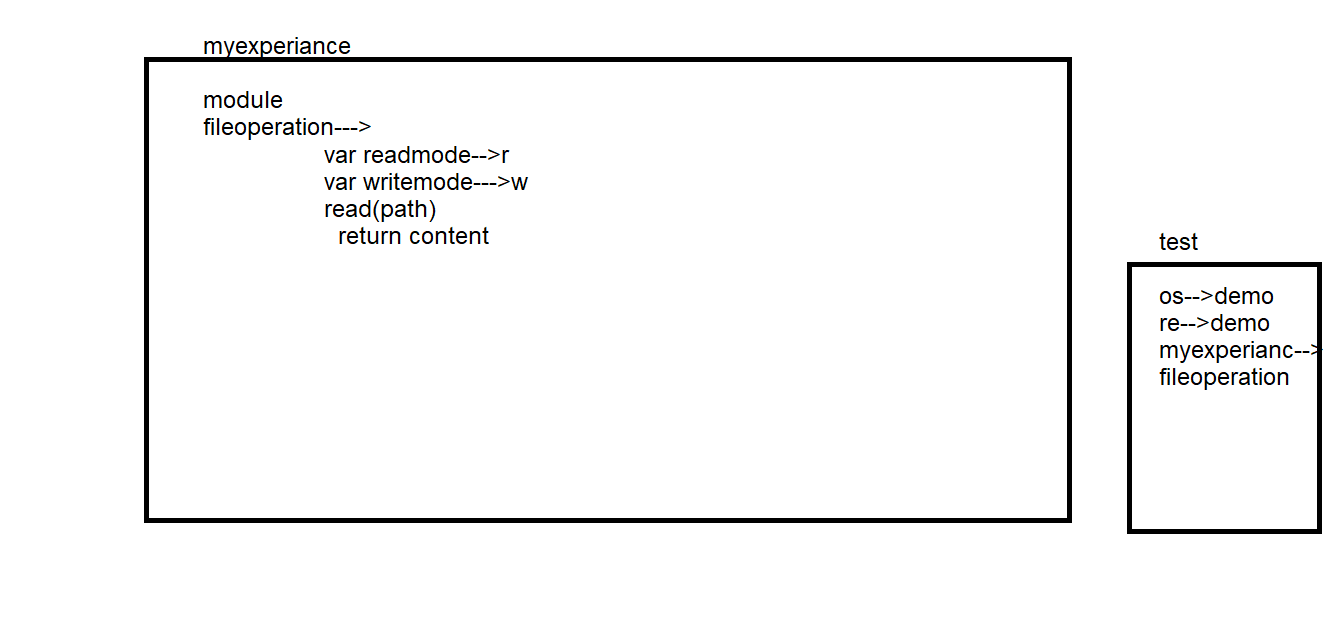 myexperiance
module
fileoperation--->
var readmode-->r
var writemode--->w
read(path)
return content
test
os-->demo
re-->demo
myexperianc-->
fileoperation